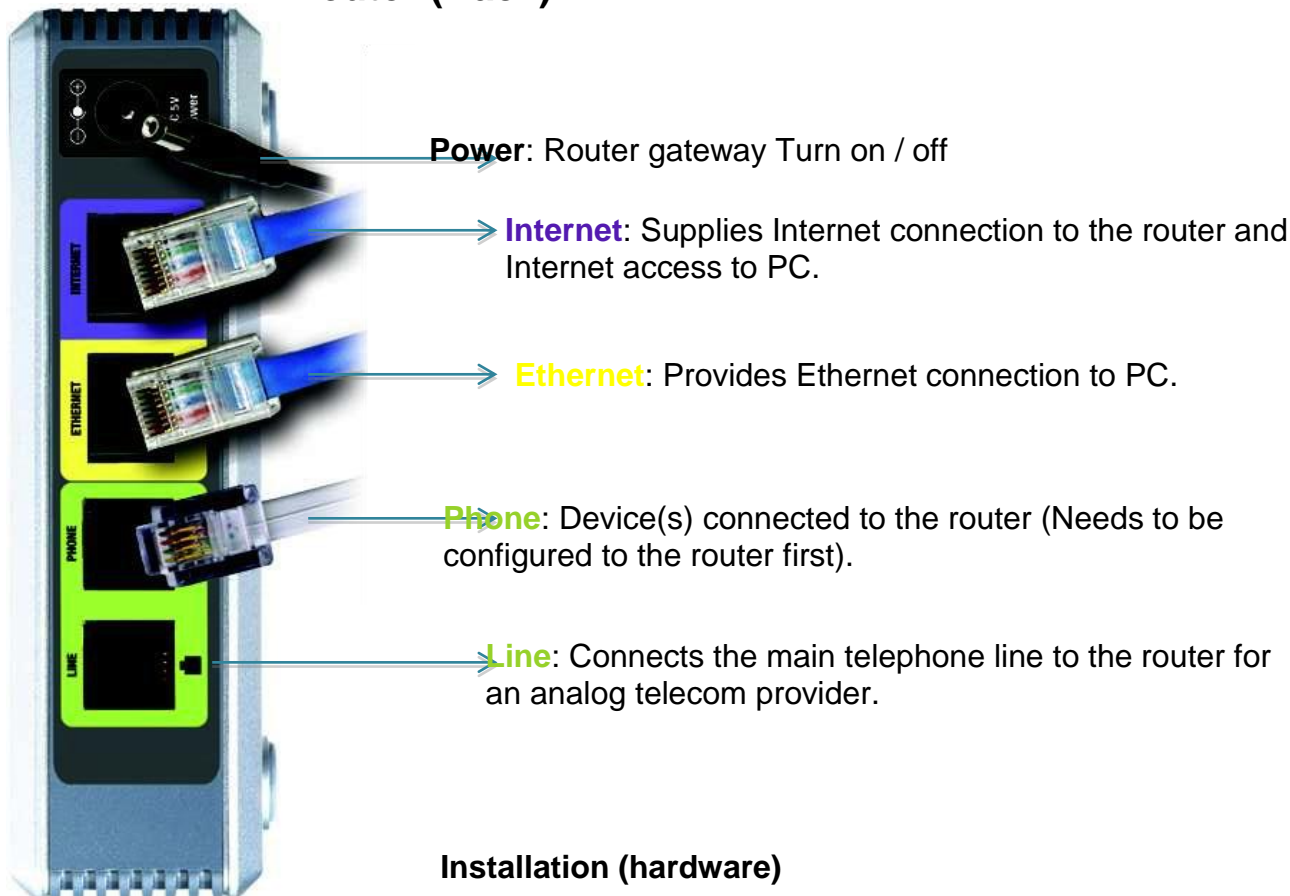 Power: Router gateway Turn on / off
Internet: Supplies Internet connection to the router and
Internet access to PC.
Ethernet: Provides Ethernet connection to PC.
Phone: Device(s) connected to the router (Needs to be
configured to the router first).
Line: Connects the main telephone line to the router for
an analog telecom provider.
Installation (hardware)
INTERNET
ETHERNET
PHONE
LINE